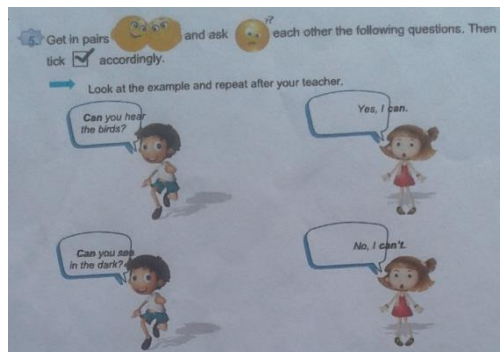 5. Get in pairs and ask each other the following questions. Then
tick accordingly.
Look at the example and repeat after your teacher.
Can you hear
the birds?
Yes, I can.
Can you see
in the dark?
No, I can't.